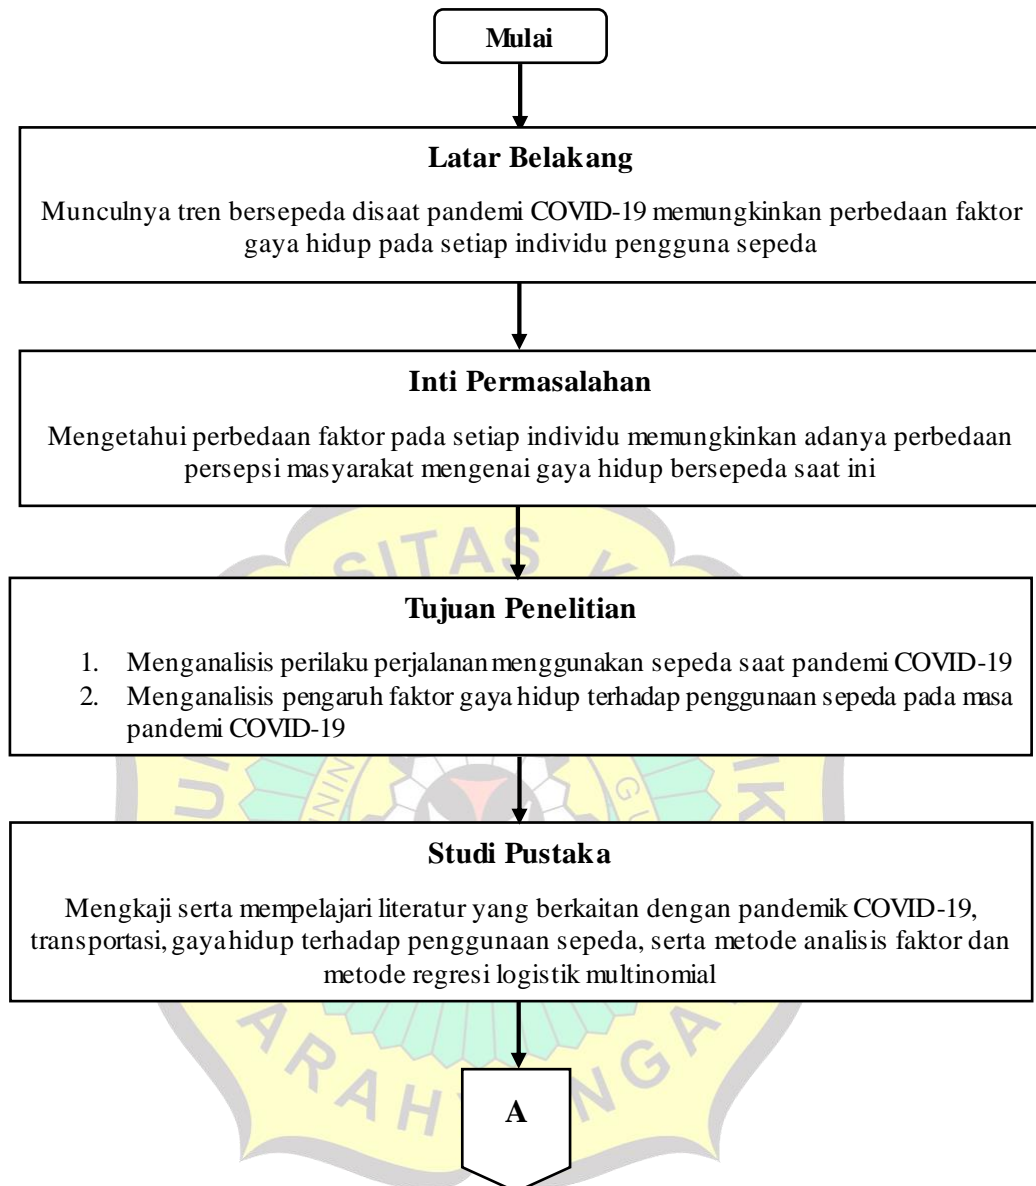 Mulai
Latar Belakang
Munculnya tren bersepeda disaat pandemi COVID-19 memungkinkan perbedaan faktor
gaya hidup pada setiap individu pengguna sepeda
Inti Permasalahan
Mengetahui perbedaan faktor pada setiap individu memungkinkan adanya perbedaan
persepsi masyarakat mengenai gaya hidup bersepeda saat ini
SITAS K
Tujuan Penelitian
1. Menganalisis perilaku perjalanan menggunakan sepeda saat pandemi COVID-19
2. Menganalisis pengaruh faktor gaya hidup terhadap penggunaan sepeda pada masa
pandemi COVID-19
Studi Pustaka
Mengkaji serta mempelajari literatur yang berkaitan dengan pandemik COVID-19,
transportasi, gaya hidup terhadap penggunaan sepeda, serta metode analisis faktor dan
metode regresi logistik multinomial
ARAH NGA
A